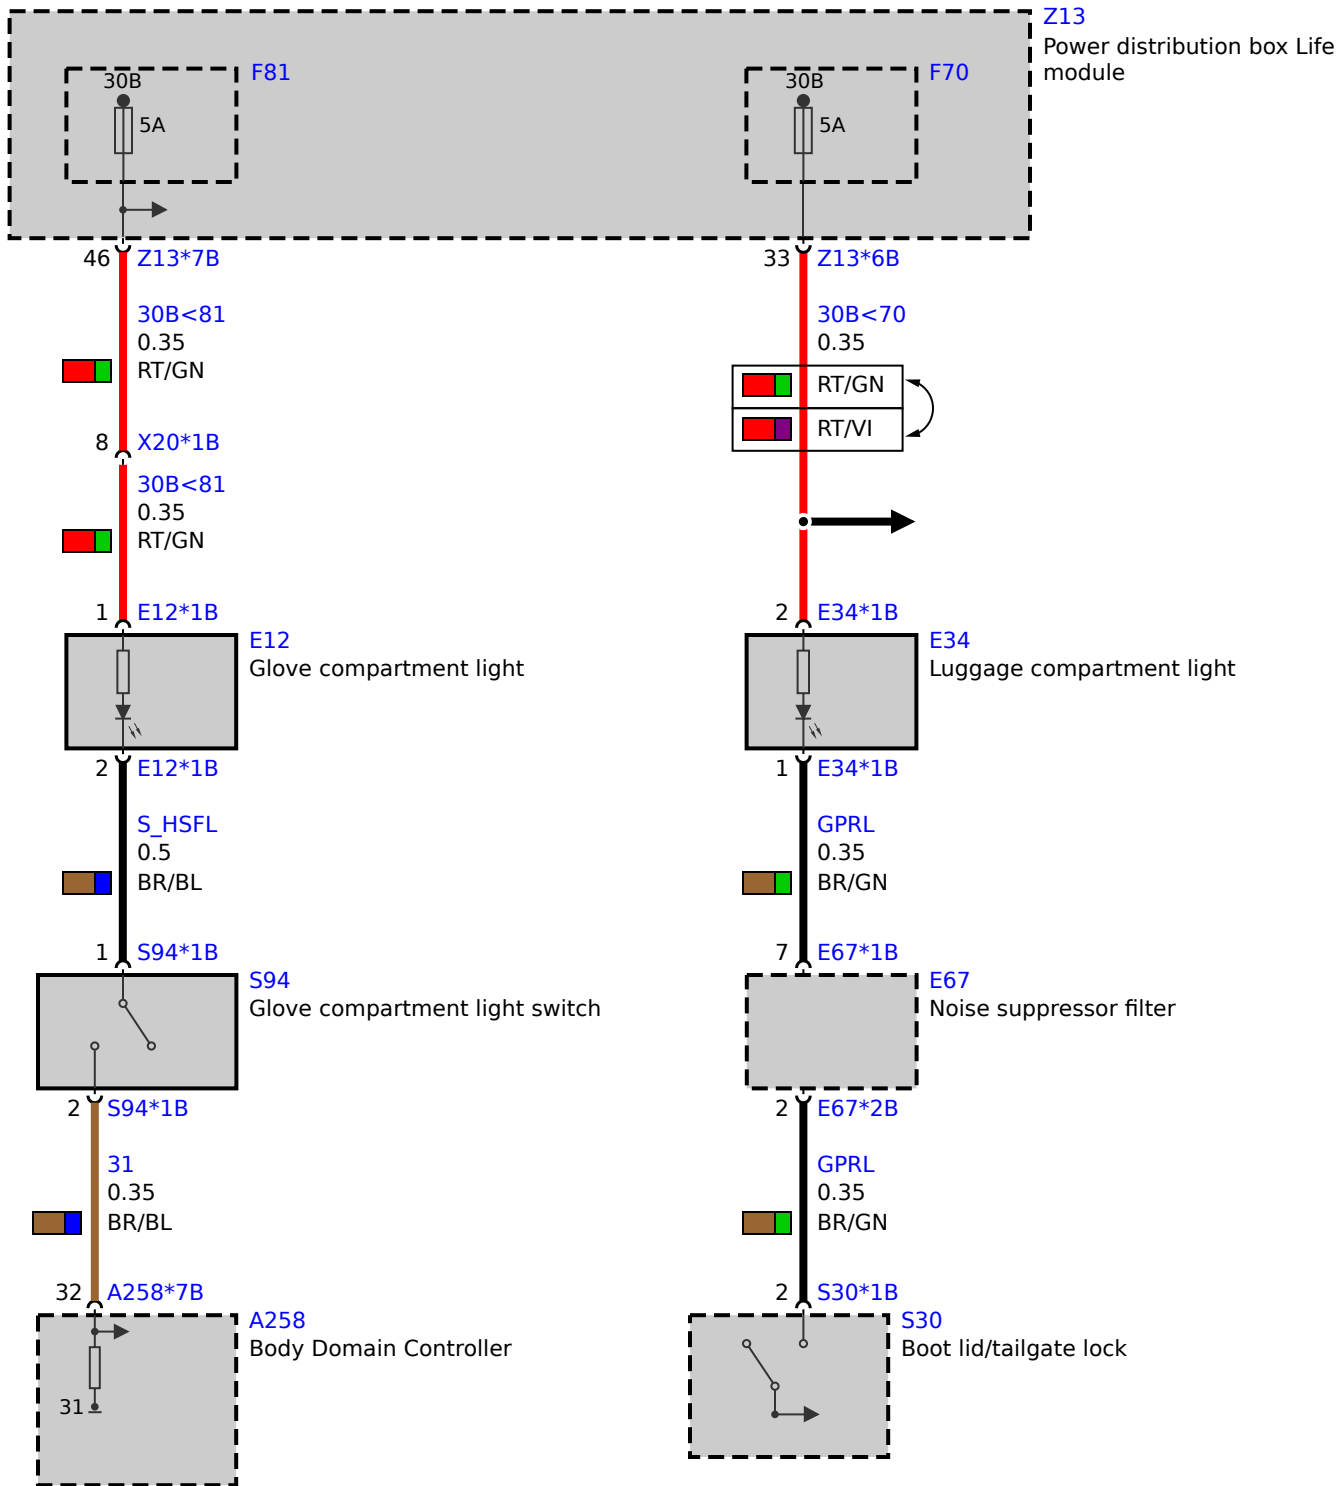 Z13
Power distribution box Life
module
30B
F81
5A
30B
F70
5A
46 Z13*7B
33 Z13*6B
30B<81
0.35
RT/GN
30B<70
0.35
RT/GN
RT/VI
8 X20*1B
30B<81
0.35
RT/GN
1 E12*1B
2 E34*1B
E12
Glove compartment light
E34
Luggage compartment light
2 E12*1B
1 E34*1B
S_HSFL
0.5
BR/BL
GPRL
0.35
BR/GN
1 S94*1B
7 E67*1B
S94
Glove compartment light switch
E67
Noise suppressor filter
2 S94*1B
2 E67*2B
31
0.35
BR/BL
GPRL
0.35
BR/GN
32 A258*7B
2 S30*1B
A258
Body Domain Controller
S30
Boot lid/tailgate lock
31